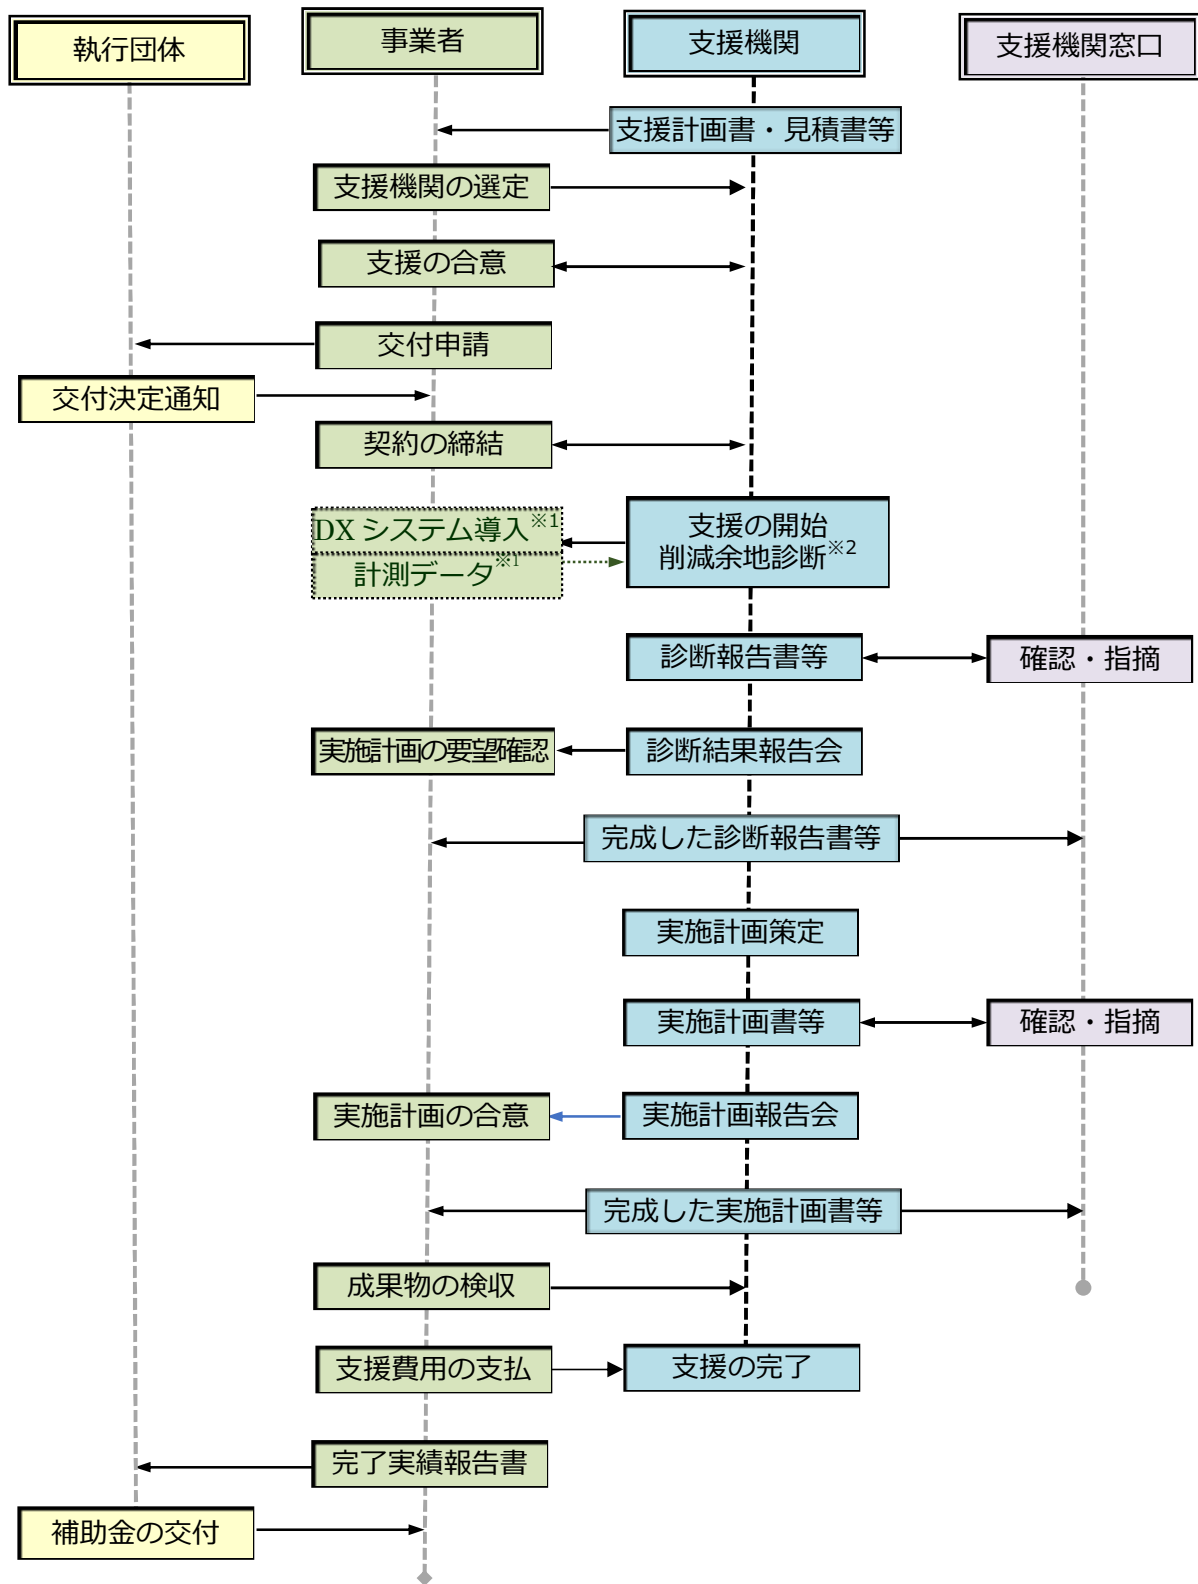 執行団体
事業者
支援機関
支援機関窓口
支援計画書・見積書等
支援機関の選定
支援の合意
交付申請
交付決定通知
契約の締結
DX システム導入※1
計測データ※1
支援の開始
削減余地診断※2
診断報告書等
確認・指摘
実施計画の要望確認
診断結果報告会
完成した診断報告書等
実施計画策定
実施計画書等
確認・指摘
実施計画の合意
実施計画報告会
完成した実施計画書等
成果物の検収
支援費用の支払
支援の完了
完了実績報告書
補助金の交付